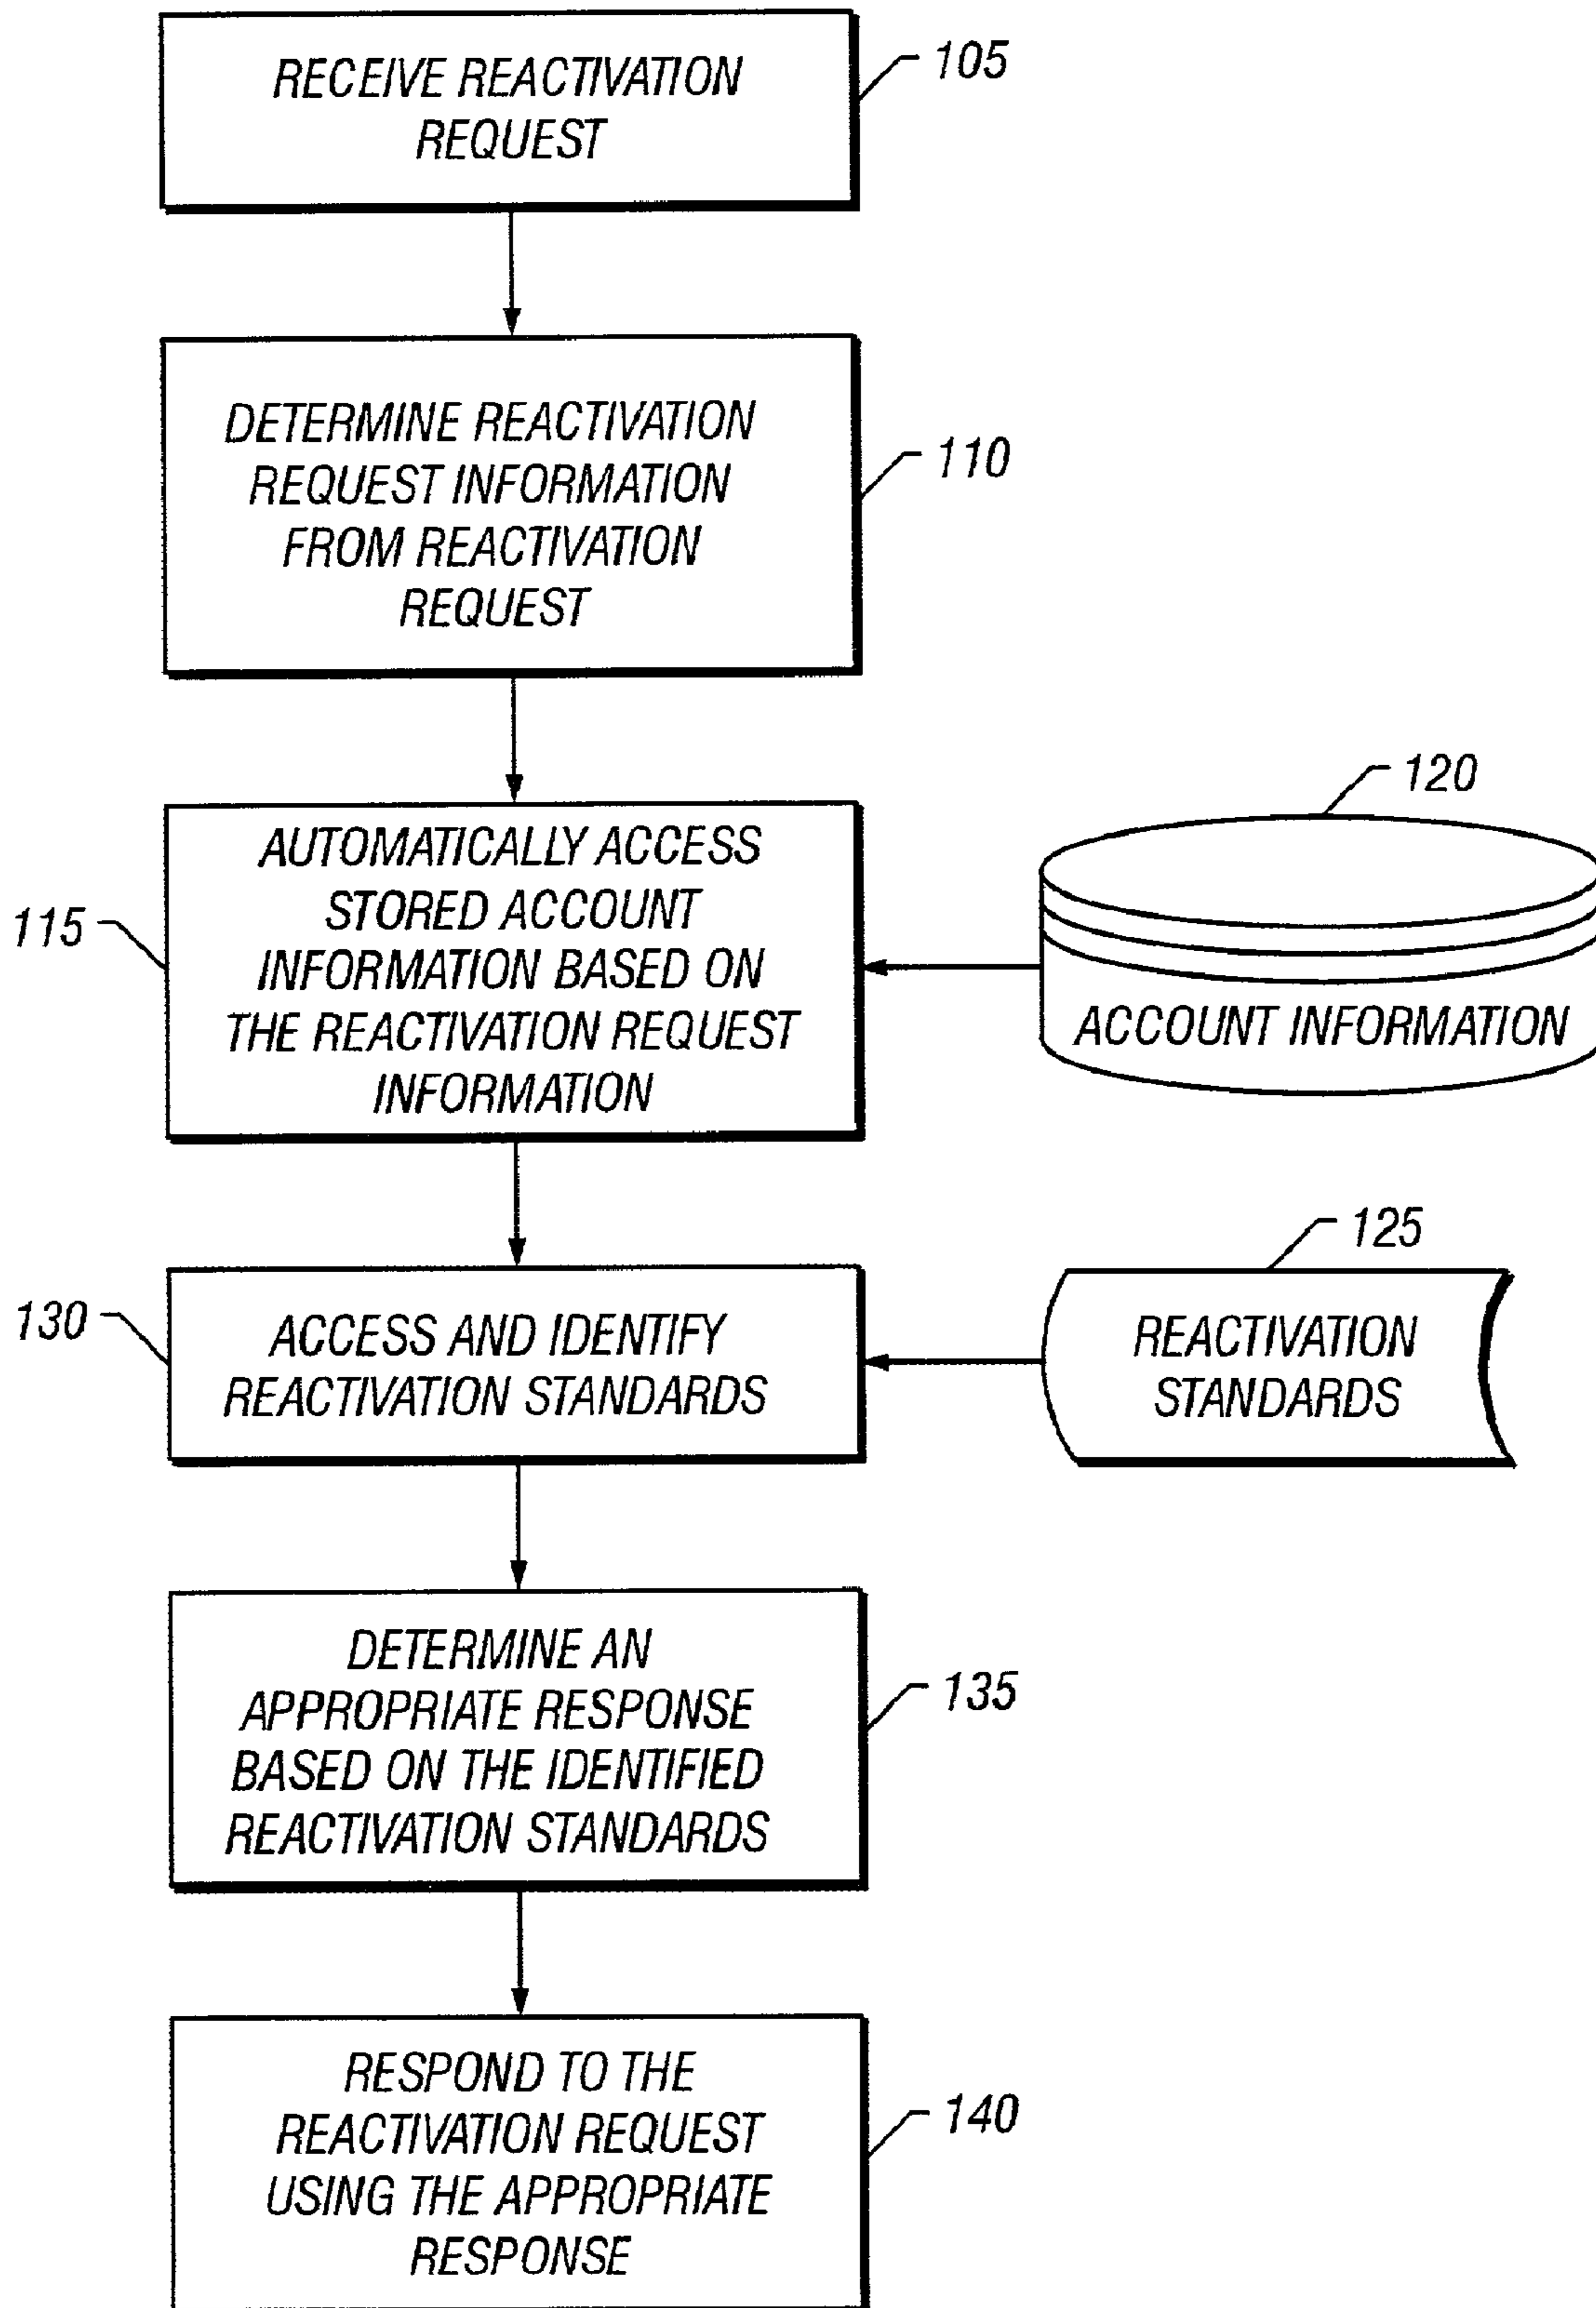 RECEIVE REACTIVATION
REQUEST
105
DETERMINE REACTIVATION
REQUEST INFORMATION
FROM REACTIVATION
REQUEST
110
120
AUTOMATICALLY ACCESS
STORED ACCOUNT
INFORMATION BASED ON
THE REACTIVATION REQUEST
INFORMATION
115
ACCOUNT INFORMATION
125
130
ACCESS AND IDENTIFY
REACTIVATION STANDARDS
REACTIVATION
STANDARDS
DETERMINE AN
APPROPRIATE RESPONSE
BASED ON THE IDENTIFIED
REACTIVATION STANDARDS
135
RESPOND TO THE
REACTIVATION REQUEST
USING THE APPROPRIATE
RESPONSE
140